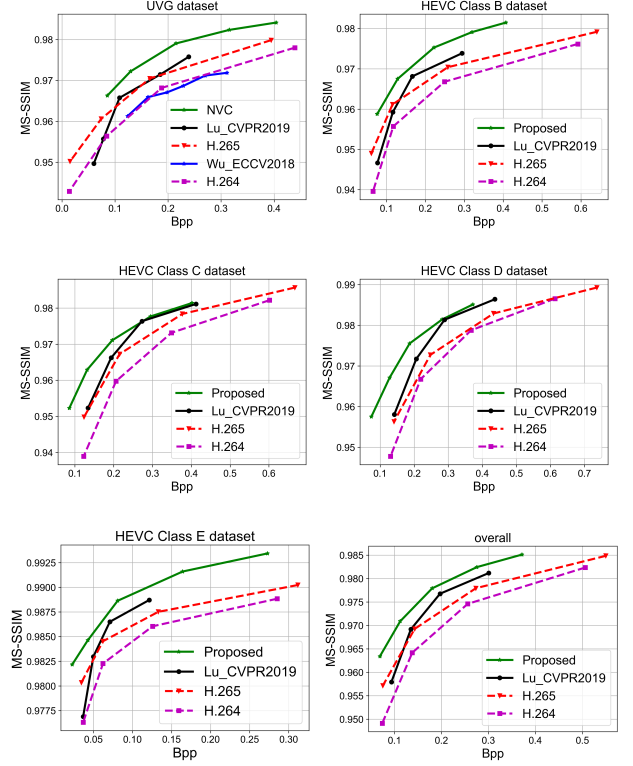 UVG dataset
0.98
0.97
0.96
0.95
MS-SSIM
0.0 0.1 0.2 0.3 0.4
Bpp
NVC
Lu_CVPR2019
H.265
Wu_ECCV2018
H.264
HEVC Class B dataset
0.98
0.97
0.96
0.95
0.94
MS-SSIM
0.1 0.2 0.3 0.4 0.5 0.6
Bpp
Proposed
Lu_CVPR2019
H.265
H.264
HEVC Class C dataset
0.98
0.97
0.96
0.95
0.94
MS-SSIM
0.1 0.2 0.3 0.4 0.5 0.6
Bpp
Proposed
Lu_CVPR2019
H.265
H.264
HEVC Class D dataset
0.99
0.98
0.97
0.96
0.95
MS-SSIM
0.1 0.2 0.3 0.4 0.5 0.6 0.7
Bpp
Proposed
Lu_CVPR2019
H.265
H.264
HEVC Class E dataset
0.9925
0.9900
0.9875
0.9850
0.9825
0.9800
0.9775
MS-SSIM
0.05 0.10 0.15 0.20 0.25 0.30
Bpp
Proposed
Lu_CVPR2019
H.265
H.264
overall
0.985
0.980
0.975
0.970
0.965
0.960
0.955
0.950
MS-SSIM
0.1 0.2 0.3 0.4 0.5
Bpp
Proposed
Lu_CVPR2019
H.265
H.264